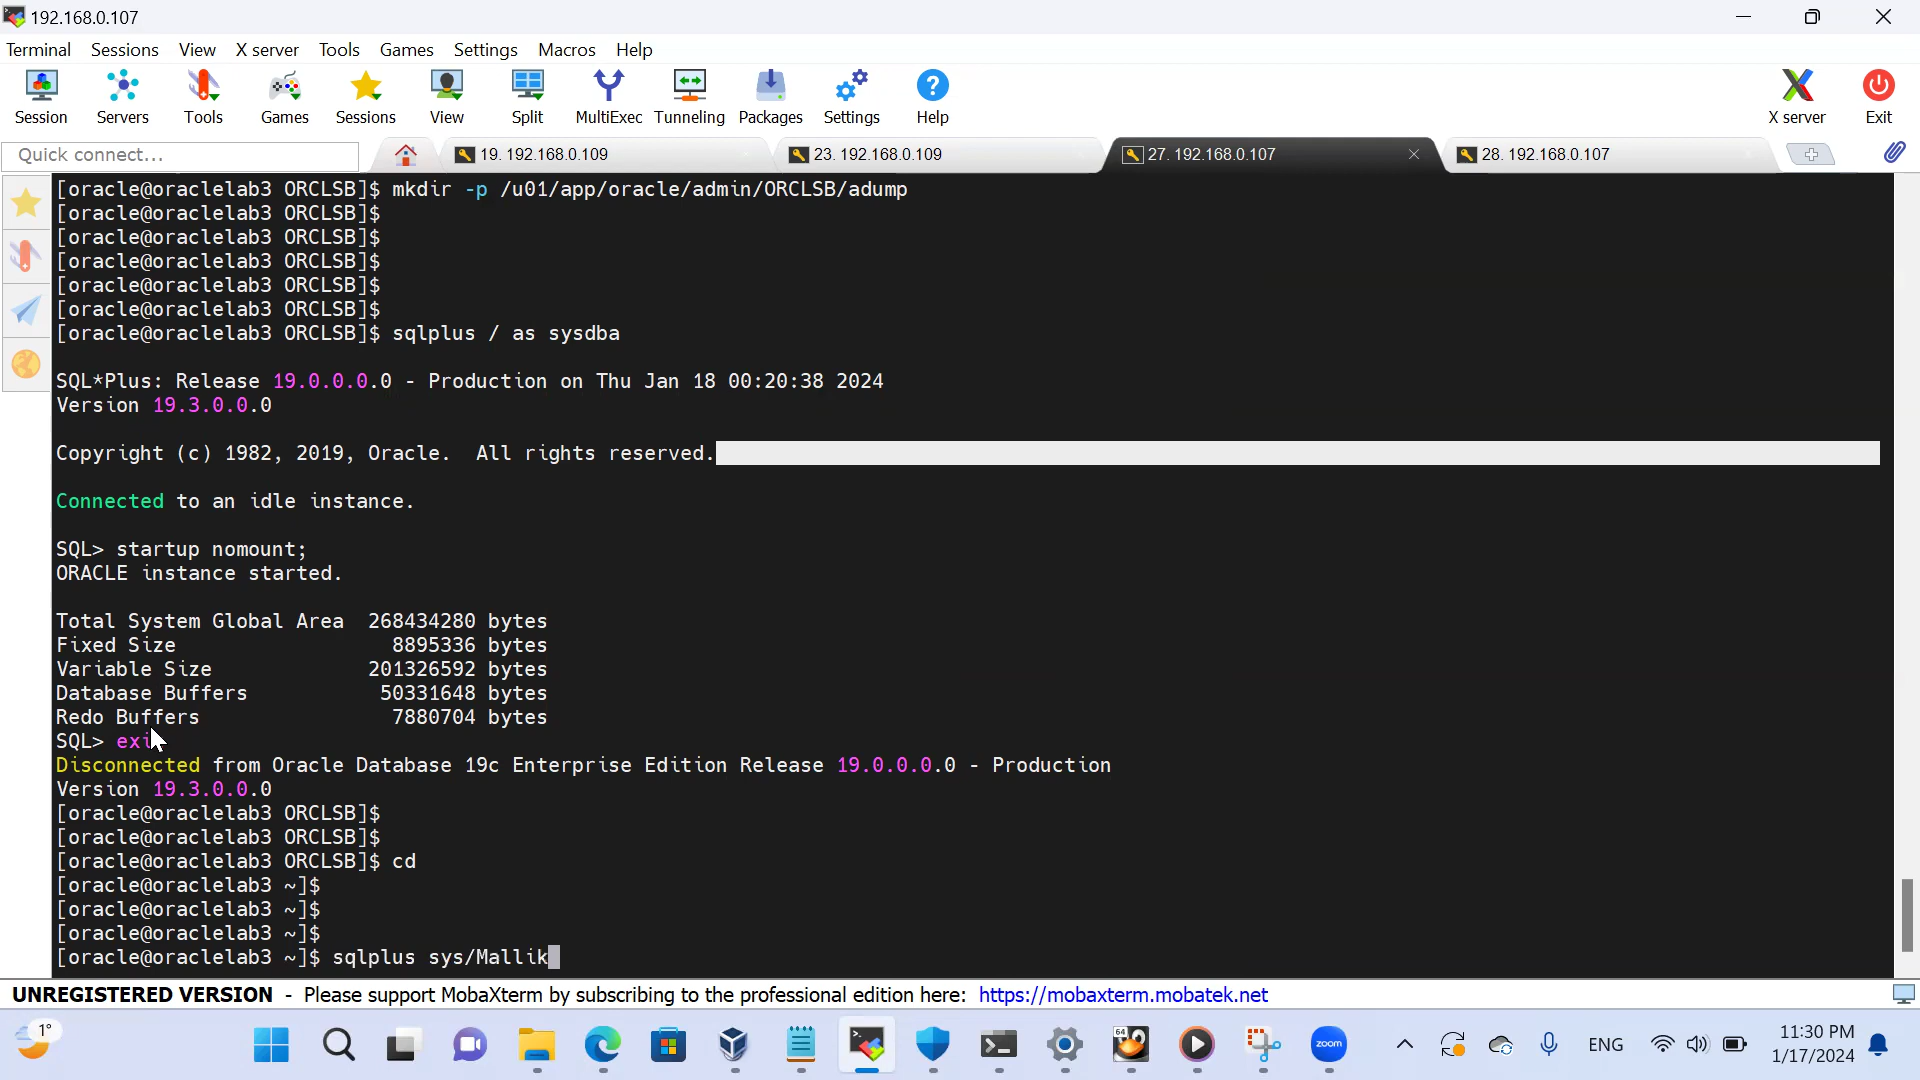 192.168.0.107
Terminal Sessions View X server Tools Games Settings Macros Help
Session Servers Tools Games Sessions View Split MultiExec Tunneling Packages Settings Help X server Exit
Quick connect... 19. 192.168.0.109 23. 192.168.0.109 27. 192.168.0.107 28. 192.168.0.107
[oracle@oraclelab3 ORCLSB]$ mkdir -p /u01/app/oracle/admin/ORCLSB/adump
[oracle@oraclelab3 ORCLSB]$
[oracle@oraclelab3 ORCLSB]$
[oracle@oraclelab3 ORCLSB]$
[oracle@oraclelab3 ORCLSB]$
[oracle@oraclelab3 ORCLSB]$
[oracle@oraclelab3 ORCLSB]$ sqlplus / as sysdba
SQL*Plus: Release 19.0.0.0.0 - Production on Thu Jan 18 00:20:38 2024
Version 19.3.0.0.0
Copyright (c) 1982, 2019, Oracle.  All rights reserved.
Connected to an idle instance.
SQL> startup nomount;
ORACLE instance started.
Total System Global Area  268434280 bytes
Fixed Size                  8895336 bytes
Variable Size             201326592 bytes
Database Buffers           50331648 bytes
Redo Buffers                7880704 bytes
SQL> exi
Disconnected from Oracle Database 19c Enterprise Edition Release 19.0.0.0.0 - Production
Version 19.3.0.0.0
[oracle@oraclelab3 ORCLSB]$
[oracle@oraclelab3 ORCLSB]$
[oracle@oraclelab3 ORCLSB]$ cd
[oracle@oraclelab3 ~]$
[oracle@oraclelab3 ~]$
[oracle@oraclelab3 ~]$
[oracle@oraclelab3 ~]$ sqlplus sys/Mallik
UNREGISTERED VERSION - Please support MobaXterm by subscribing to the professional edition here: https://mobaxterm.mobatek.net
1° 64 zoom ENG 11:30 PM
1/17/2024